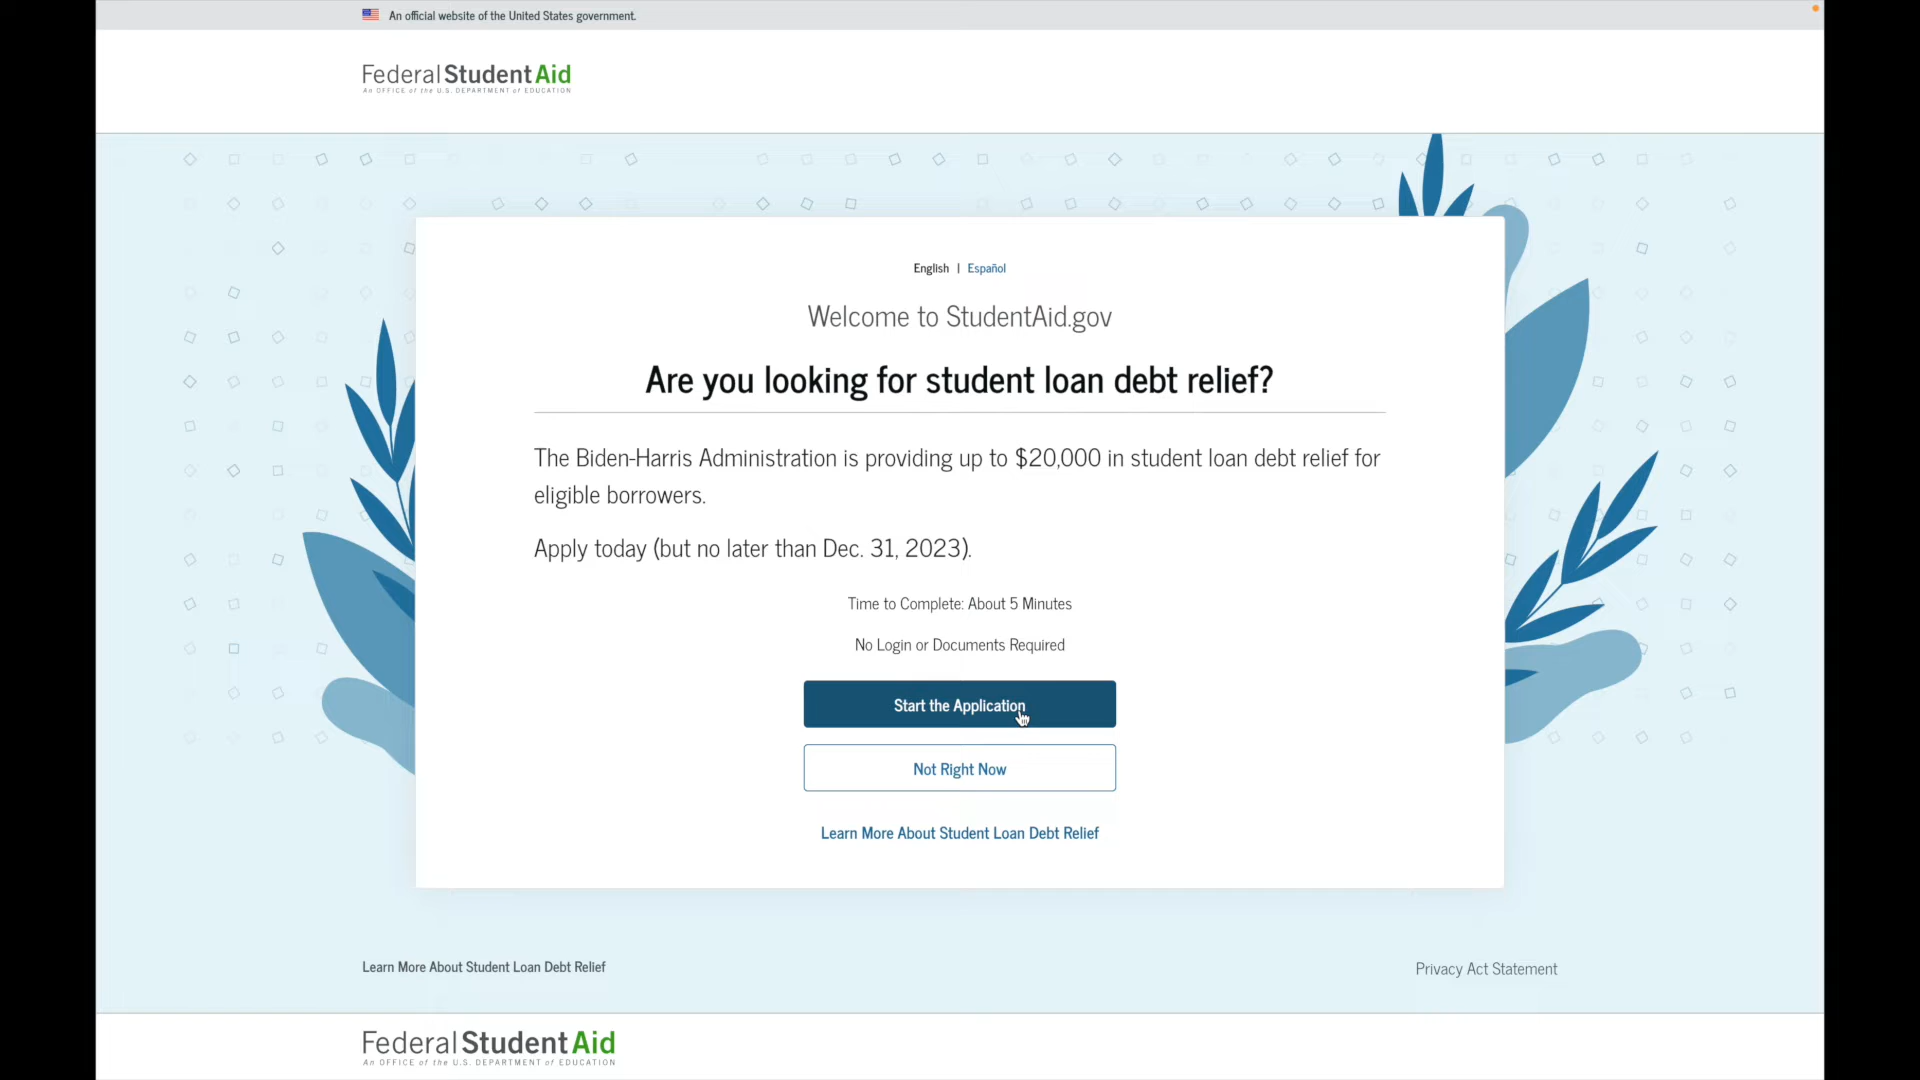 An official website of the United States government.
Federal StudentAid
An OFFICE of the U.S. DEPARTMENT of EDUCATION
English | Español
Welcome to StudentAid.gov
Are you looking for student loan debt relief?
The Biden-Harris Administration is providing up to $20,000 in student loan debt relief for
eligible borrowers.
Apply today (but no later than Dec. 31, 2023).
Time to Complete: About 5 Minutes
No Login or Documents Required
Start the Application
Not Right Now
Learn More About Student Loan Debt Relief
Learn More About Student Loan Debt Relief
Privacy Act Statement
Federal StudentAid
An OFFICE of the U.S. DEPARTMENT of EDUCATION